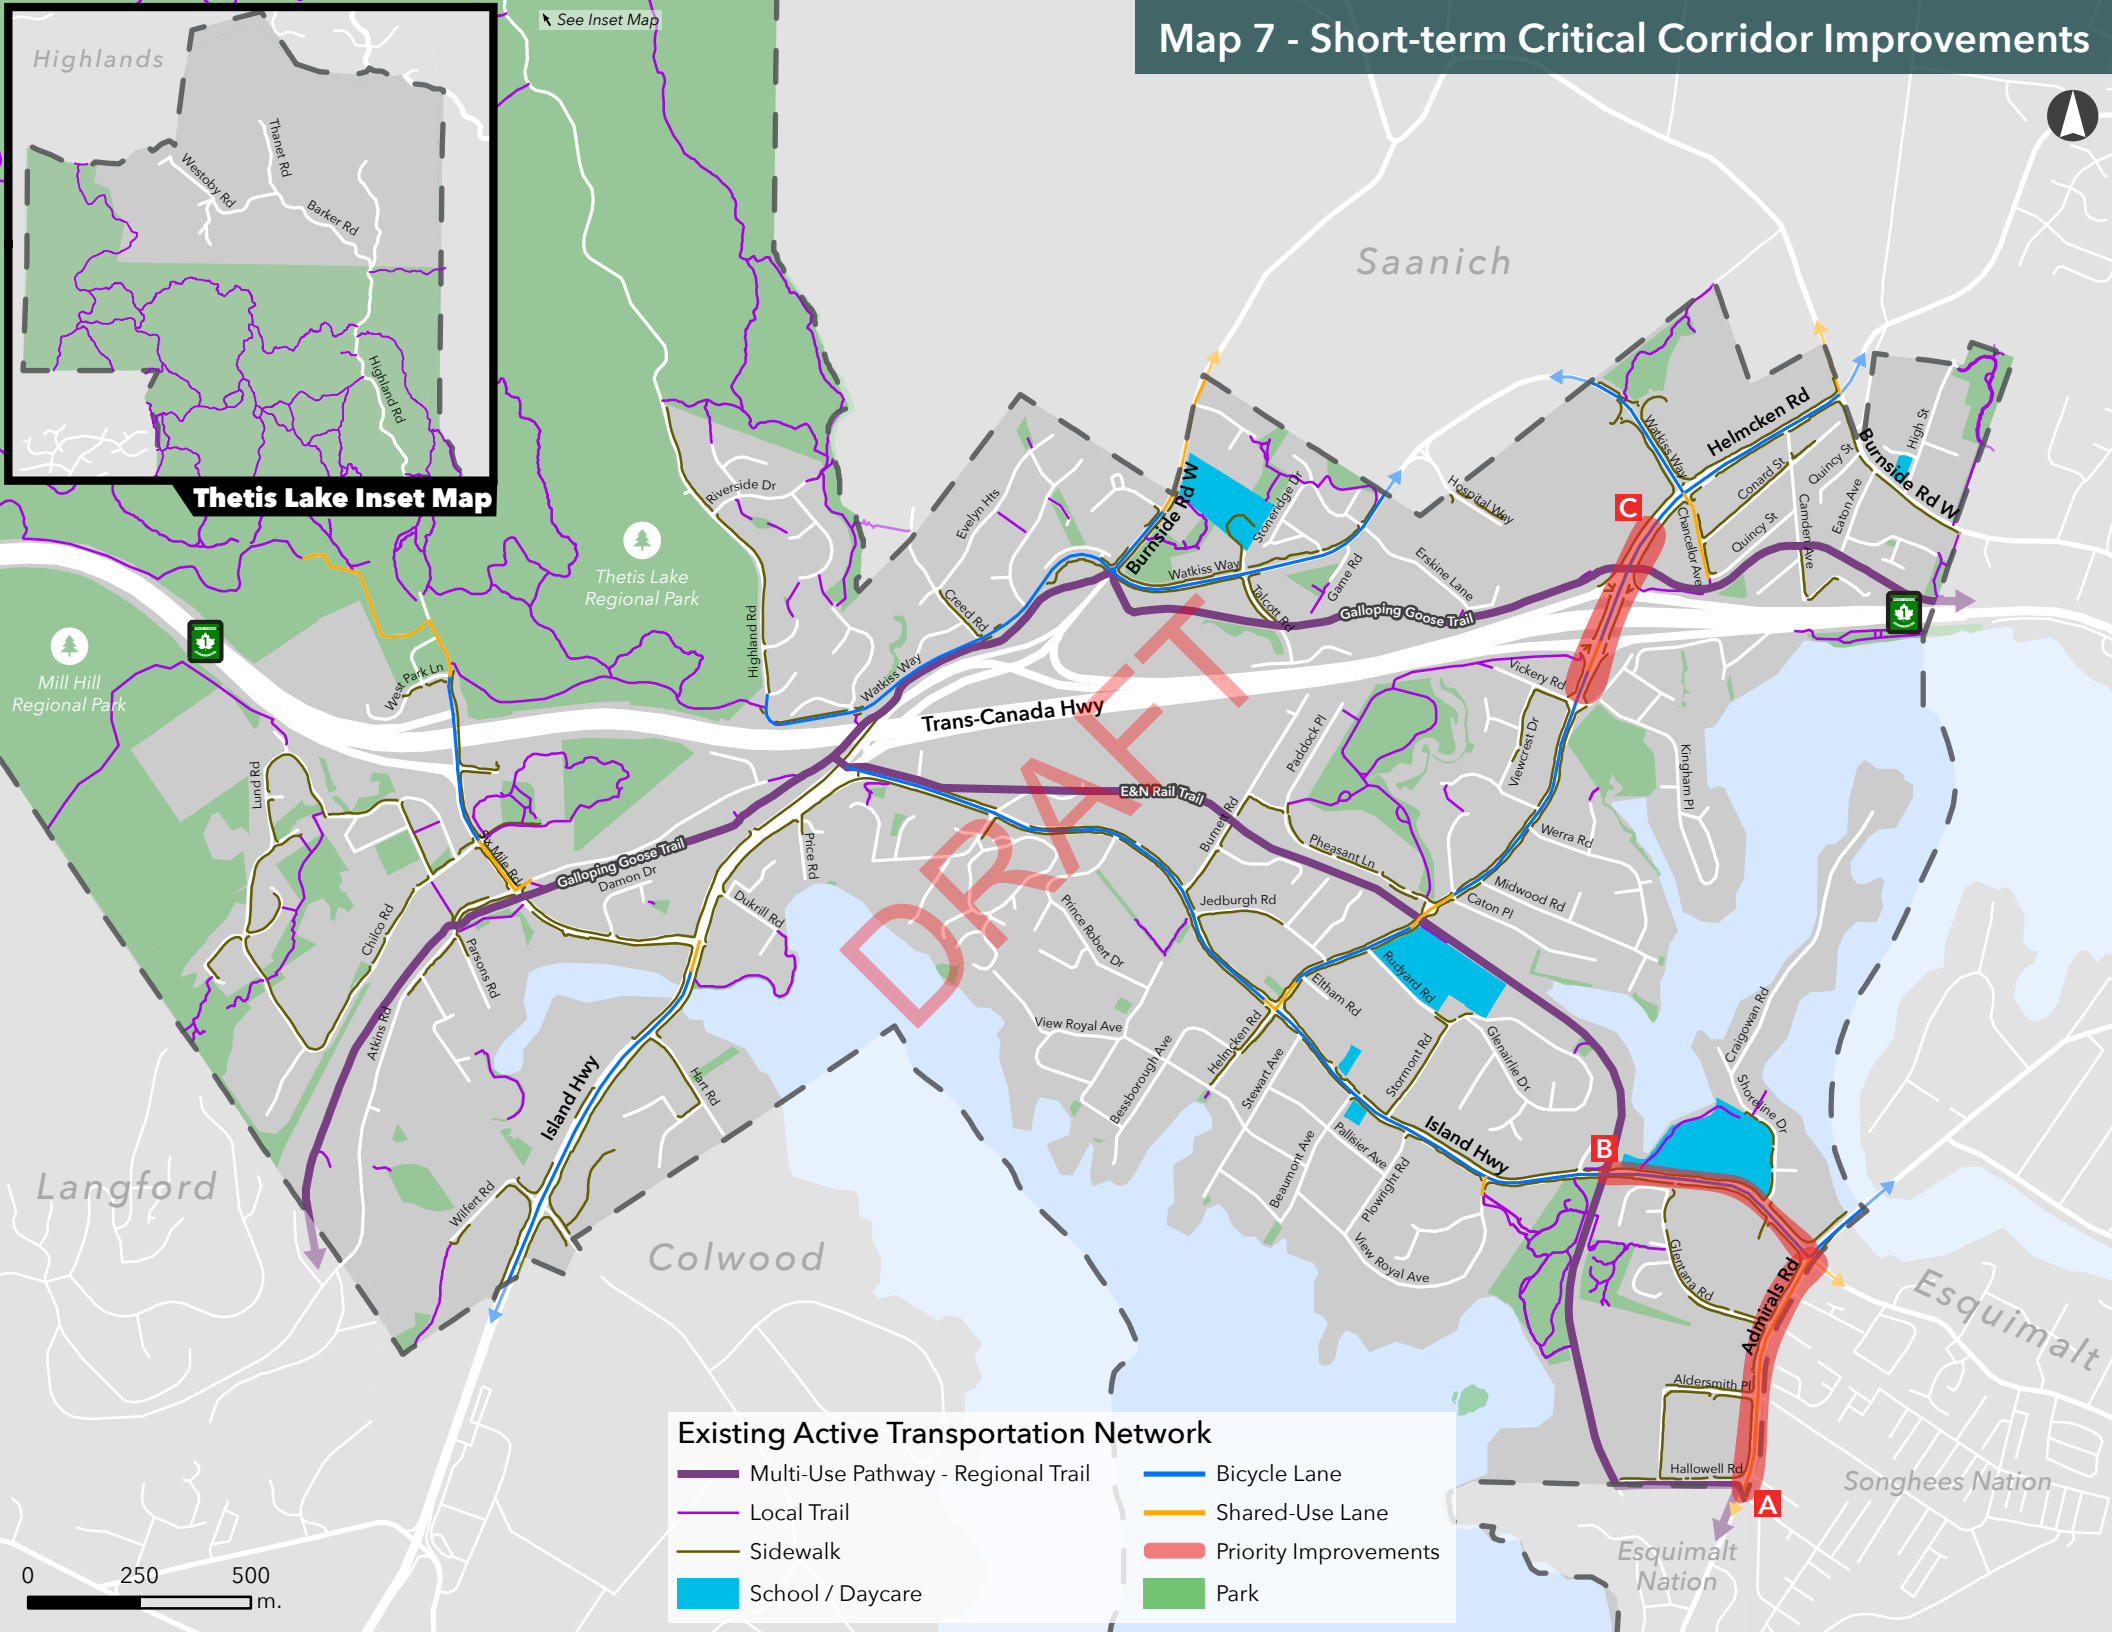 Map 7 - Short-term Critical Corridor Improvements
See Inset Map
Highlands
Thanet Rd
Westoby Rd
Barker Rd
Highland Rd
Thetis Lake Inset Map
Saanich
Helmcken Rd
Burnside Rd W
High St
Watkiss Way
Conard St
Quincy St
Quincy St
Camden Ave
Eaton Ave
Chancellor Ave
C
Hospital Way
Riverside Dr
Evelyn Hts
Burnside Rd W
Stoneridge Dr
Watkiss Way
Talcott Rd
Game Rd
Erskine Lane
Galloping Goose Trail
Thetis Lake
Regional Park
Mill Hill
Regional Park
1
West Park Ln
Highland Rd
Creed Rd
Watkiss Way
Trans-Canada Hwy
DRAFT
Vickery Rd
Viewcrest Dr
Paddock Pl
Kingham Pl
E&N Rail Trail
Burnett Rd
Pheasant Ln
Werra Rd
Midwood Rd
Caton Pl
Lund Rd
Six Mile Rd
Galloping Goose Trail
Damon Dr
Price Rd
Dukrill Rd
Chilco Rd
Parsons Rd
Atkins Rd
Jedburgh Rd
Prince Robert Dr
Rudyard Rd
Eltham Rd
View Royal Ave
Helmcken Rd
Bessborough Ave
Stewart Ave
Stormont Rd
Glenairlie Dr
Craigowan Rd
Shoreline Dr
Hart Rd
Island Hwy
Island Hwy
Pallisier Ave
Beaumont Ave
Plowright Rd
View Royal Ave
B
Wilfert Rd
Langford
Colwood
Glentana Rd
Admirals Rd
Esquimalt
Aldersmith Pl
Hallowell Rd
A
Songhees Nation
Esquimalt
Nation
Existing Active Transportation Network
Multi-Use Pathway - Regional Trail
Local Trail
Sidewalk
School / Daycare
Bicycle Lane
Shared-Use Lane
Priority Improvements
Park
0 250 500
m.